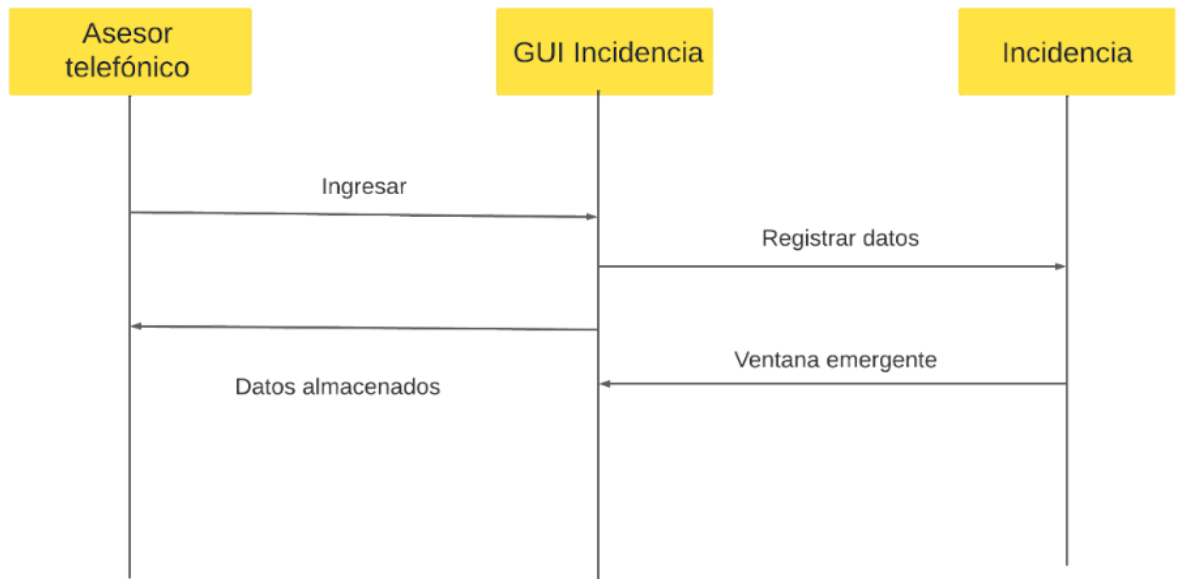 Asesor
telefónico
GUI Incidencia
Incidencia
Ingresar
Registrar datos
Ventana emergente
Datos almacenados